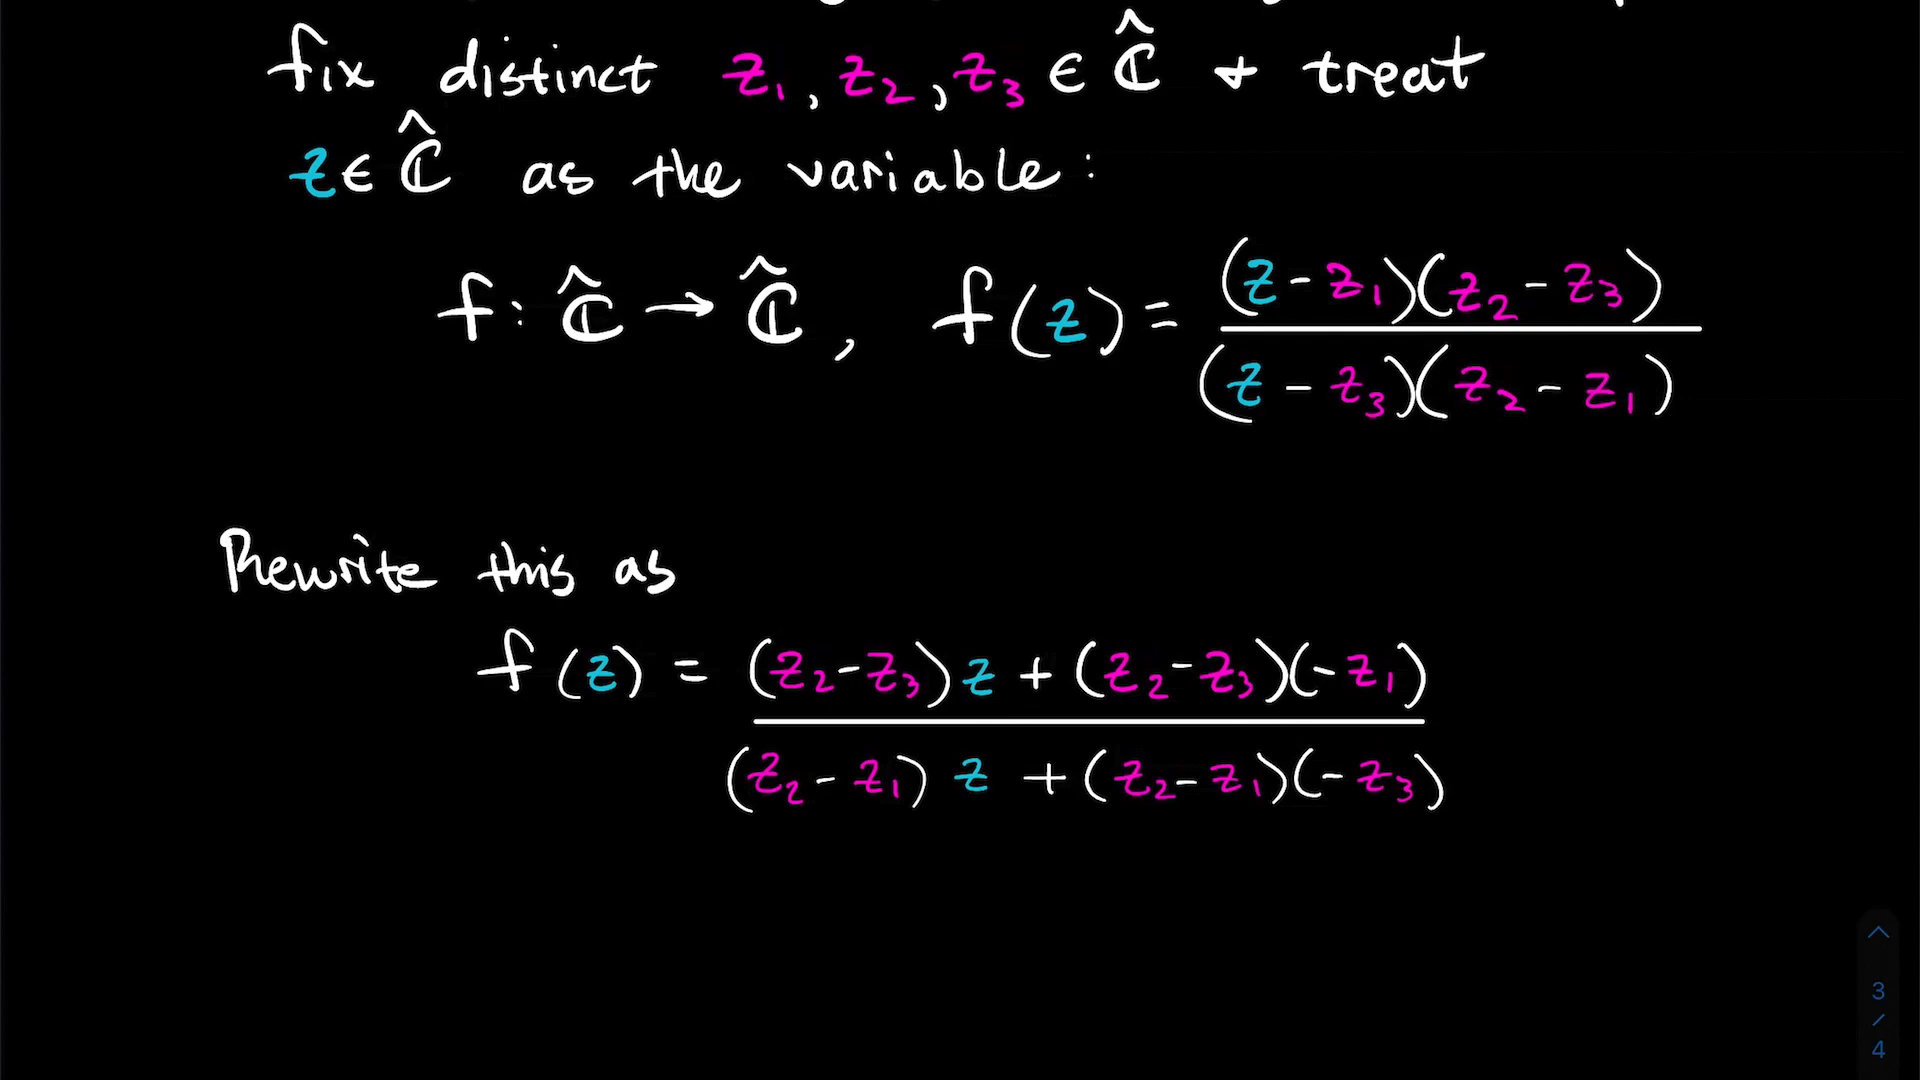 fix distinct z₁, z₂, z₃ ∈ Ĉ & treat
z ∈ Ĉ as the variable:
f: Ĉ → Ĉ, f(z) = (z - z₁)(z₂ - z₃) / (z - z₃)(z₂ - z₁)
Rewrite this as
f(z) = (z₂ - z₃) z + (z₂ - z₃)(-z₁) / (z₂ - z₁) z + (z₂ - z₁)(-z₃)
3
/
4